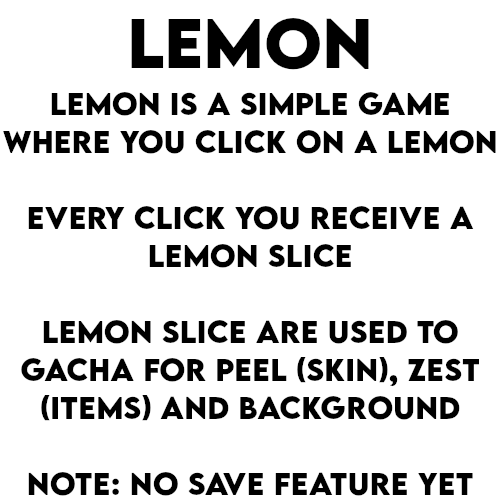 LEMON
LEMON IS A SIMPLE GAME
WHERE YOU CLICK ON A LEMON
EVERY CLICK YOU RECEIVE A
LEMON SLICE
LEMON SLICE ARE USED TO
GACHA FOR PEEL (SKIN), ZEST
(ITEMS) AND BACKGROUND
NOTE: NO SAVE FEATURE YET